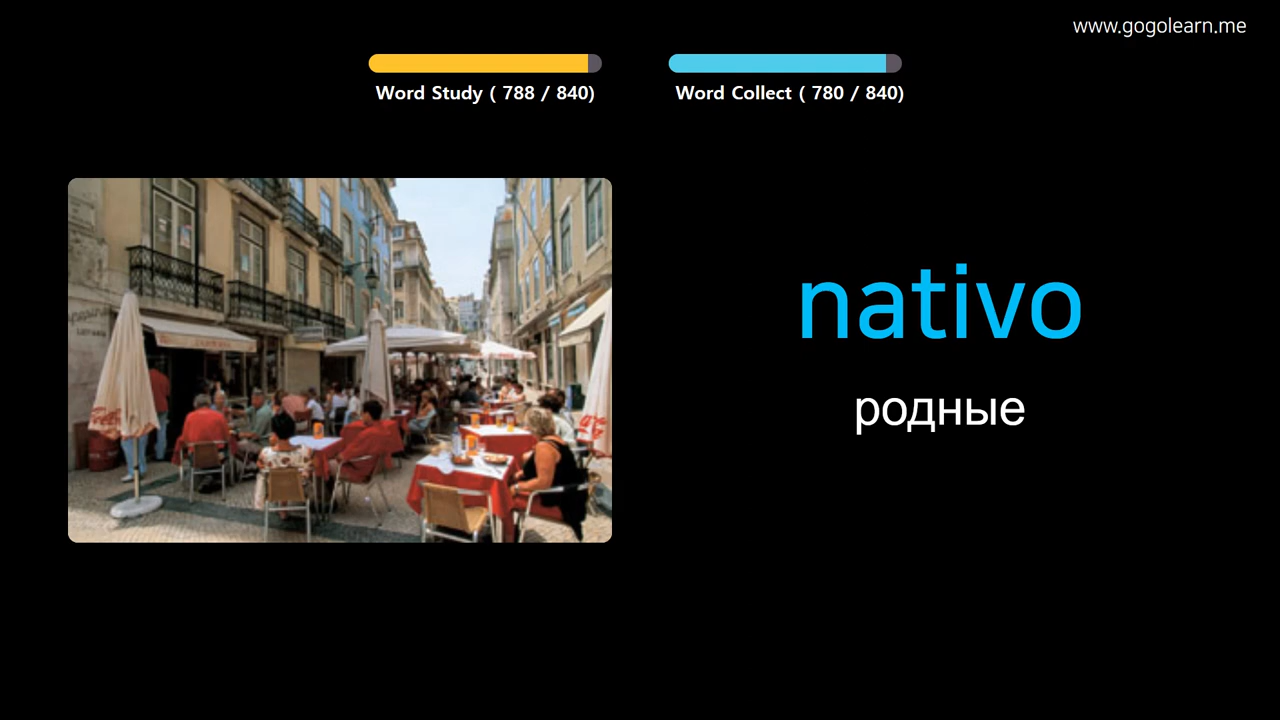 www.gogolearn.me
Word Study ( 788 / 840)
Word Collect ( 780 / 840)
nativo
родные